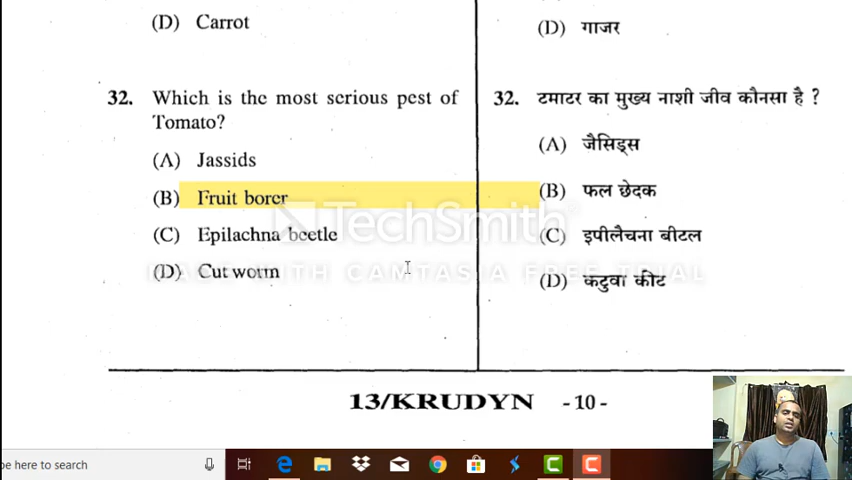 (D) Carrot
32. Which is the most serious pest of
Tomato?
(A) Jassids
(B) Fruit borer
(C) Epilachna beetle
(D) Cut worm
(D) गाजर
32. टमाटर का मुख्य नाशी जीव कौनसा है ?
(A) जैसिड्स
(B) फल छेदक
(C) इपीलैचना बीटल
(D) कटुवा कीट
TechSmith
MADE WITH CAMTASIA FREE TRIAL
13/KRUDYN - 10 -
pe here to search